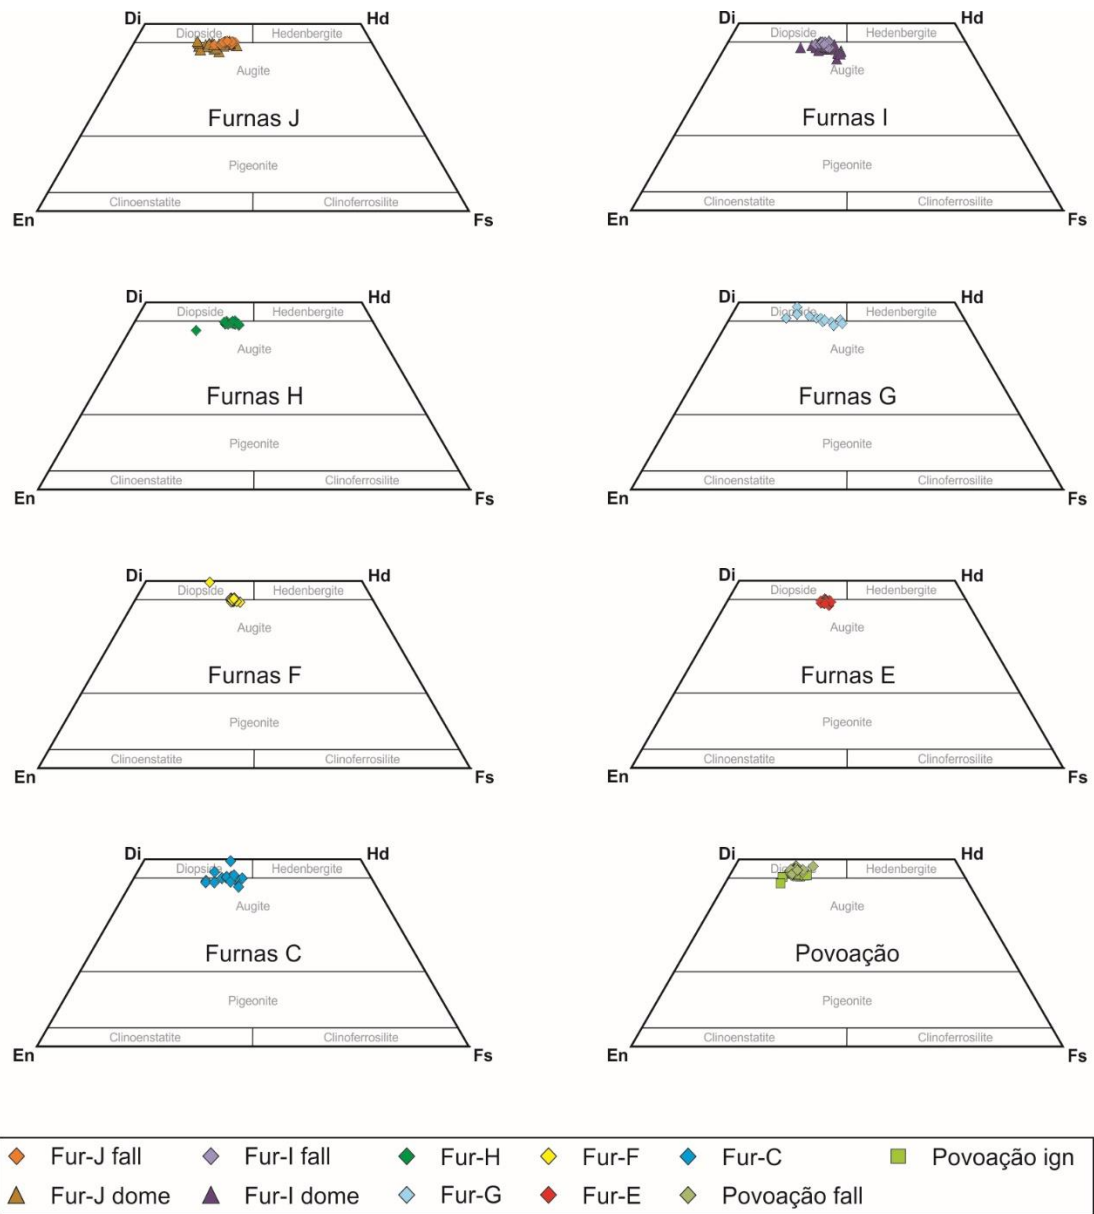 Di Hd Di Hd
Diopside Hedenbergite Diopside Hedenbergite
Augite Augite
Furnas J Furnas I
Pigeonite Pigeonite
Clinoenstatite Clinoferrosilite Clinoenstatite Clinoferrosilite
En Fs En Fs
Di Hd Di Hd
Diopside Hedenbergite Diopside Hedenbergite
Augite Augite
Furnas H Furnas G
Pigeonite Pigeonite
Clinoenstatite Clinoferrosilite Clinoenstatite Clinoferrosilite
En Fs En Fs
Di Hd Di Hd
Diopside Hedenbergite Diopside Hedenbergite
Augite Augite
Furnas F Furnas E
Pigeonite Pigeonite
Clinoenstatite Clinoferrosilite Clinoenstatite Clinoferrosilite
En Fs En Fs
Di Hd Di Hd
Diopside Hedenbergite Diopside Hedenbergite
Augite Augite
Furnas C Povoação
Pigeonite Pigeonite
Clinoenstatite Clinoferrosilite Clinoenstatite Clinoferrosilite
En Fs En Fs
Fur-J fall Fur-I fall Fur-H Fur-F Fur-C Povoação ign
Fur-J dome Fur-I dome Fur-G Fur-E Povoação fall